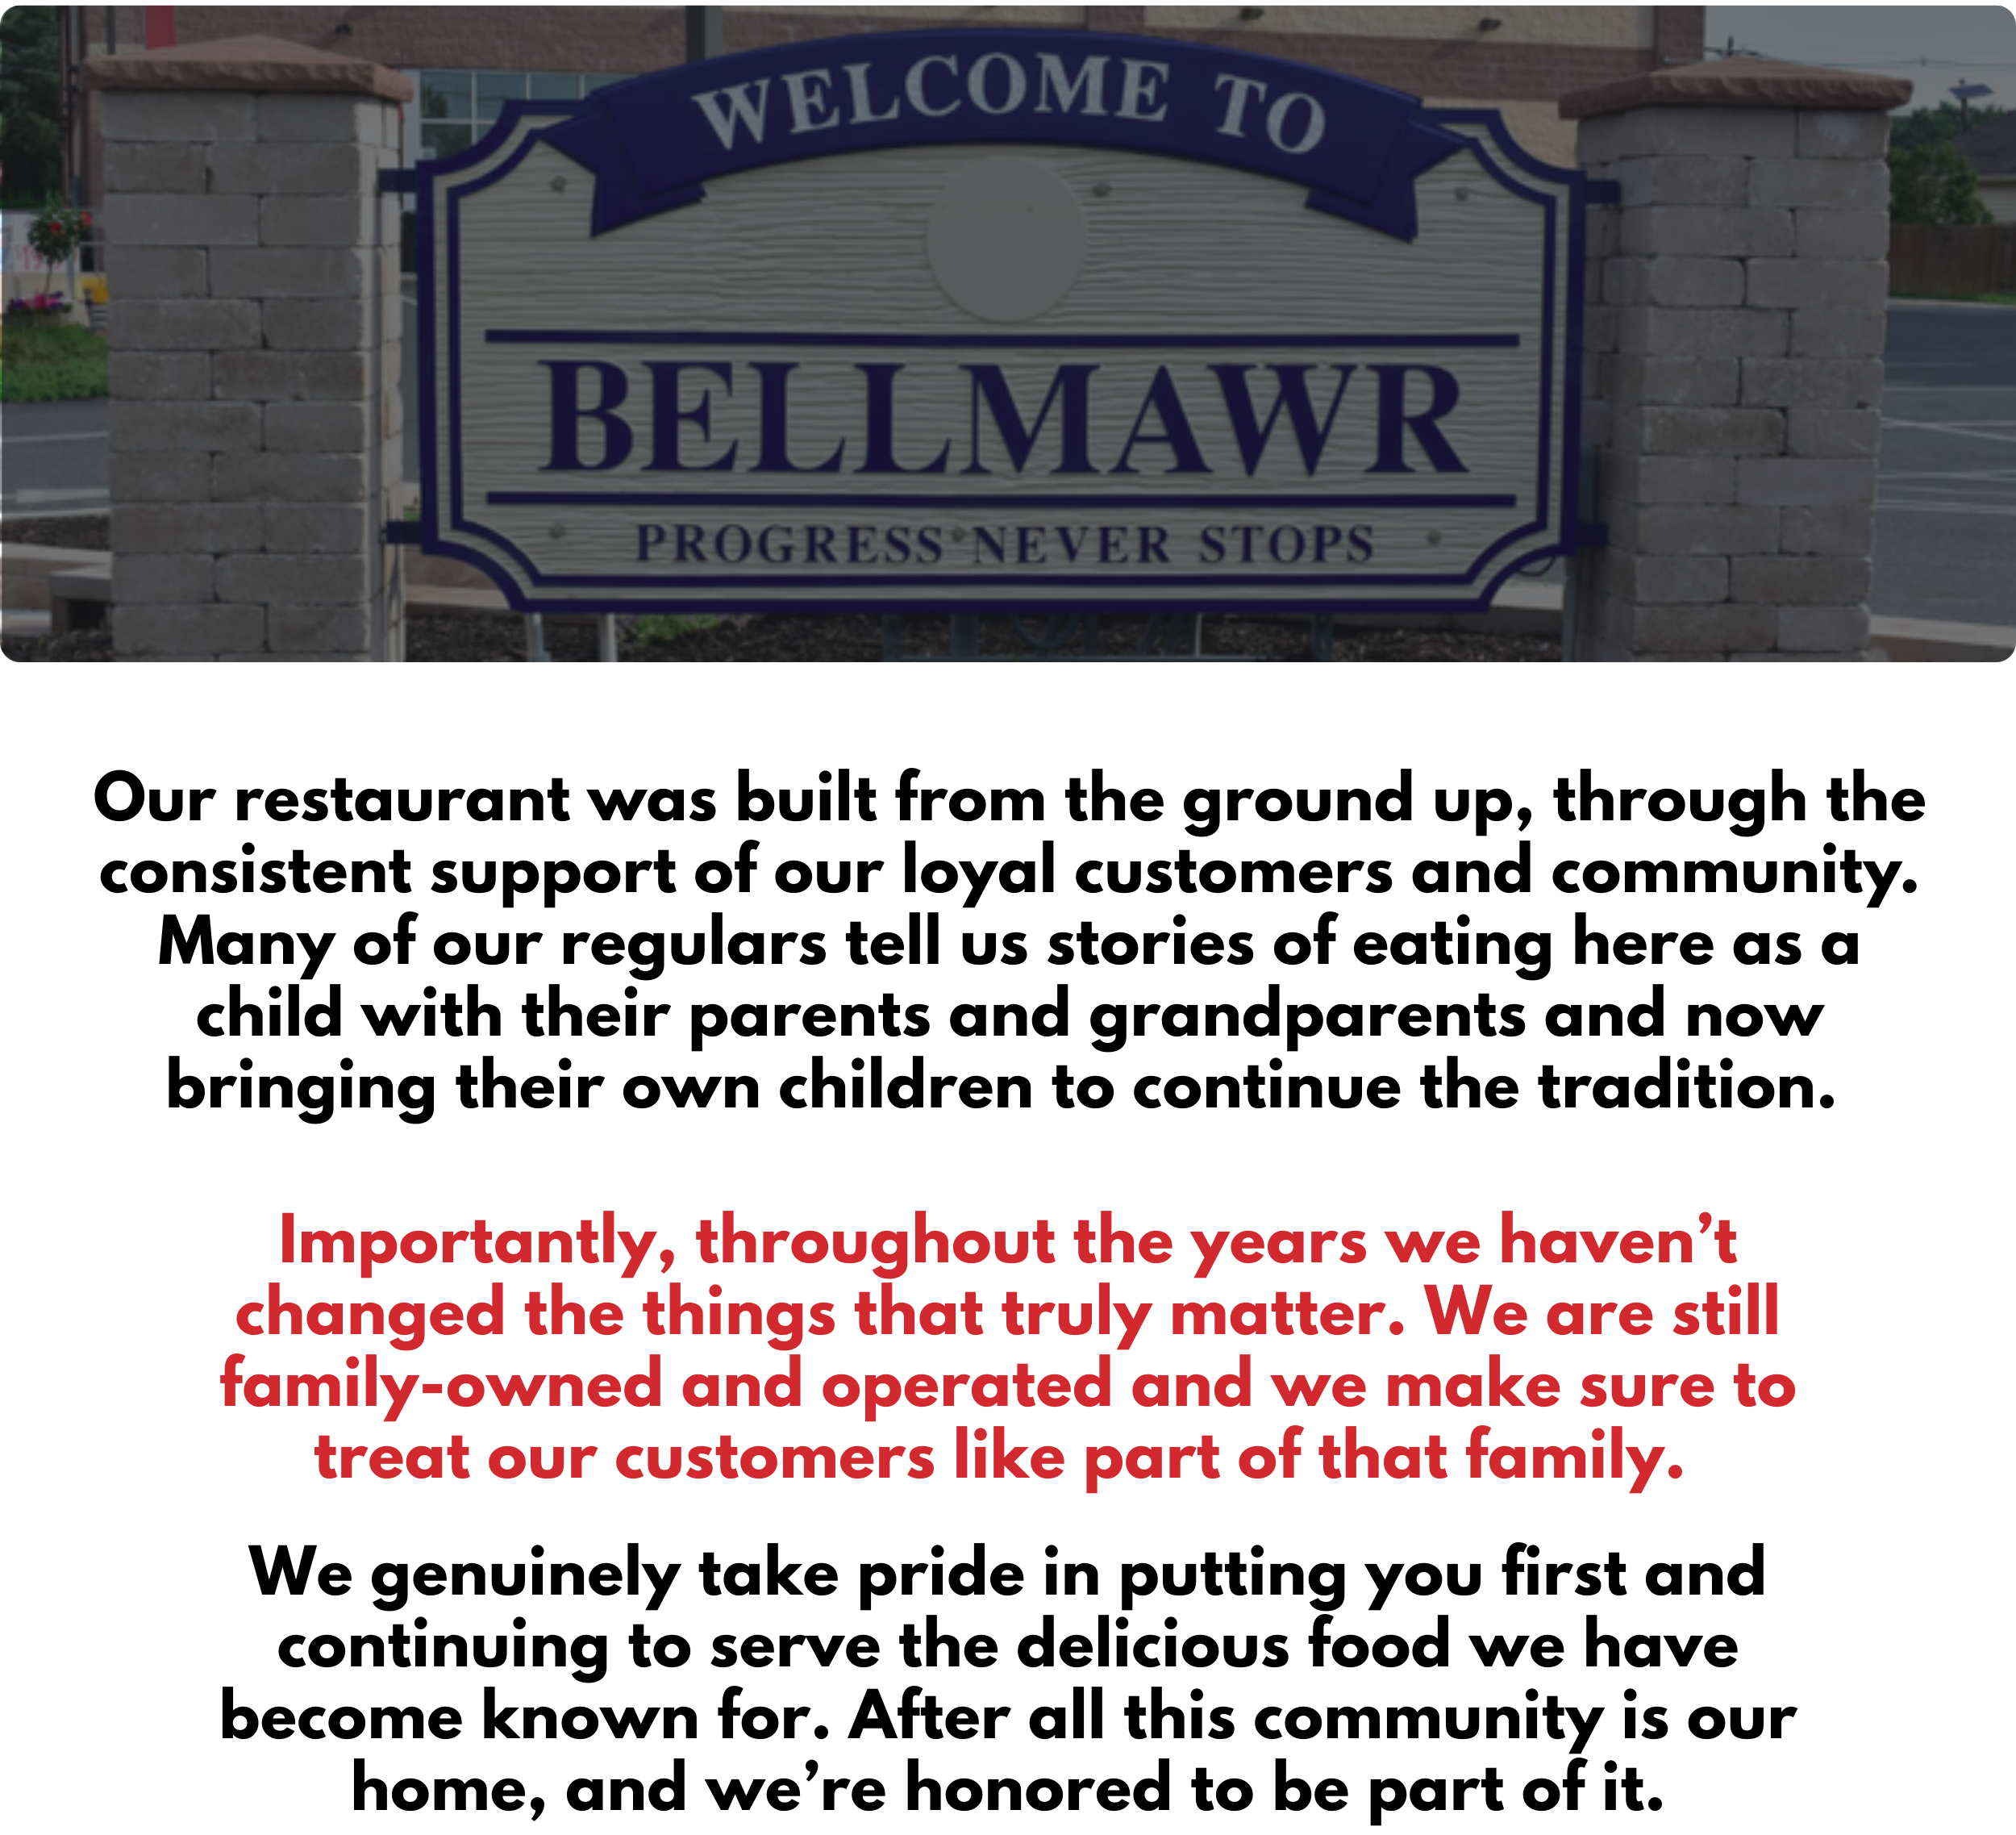 WELCOME TO
BELLMAWR
PROGRESS NEVER STOPS
Our restaurant was built from the ground up, through the
consistent support of our loyal customers and community.
Many of our regulars tell us stories of eating here as a
child with their parents and grandparents and now
bringing their own children to continue the tradition.
Importantly, throughout the years we haven’t
changed the things that truly matter. We are still
family-owned and operated and we make sure to
treat our customers like part of that family.
We genuinely take pride in putting you first and
continuing to serve the delicious food we have
become known for. After all this community is our
home, and we’re honored to be part of it.